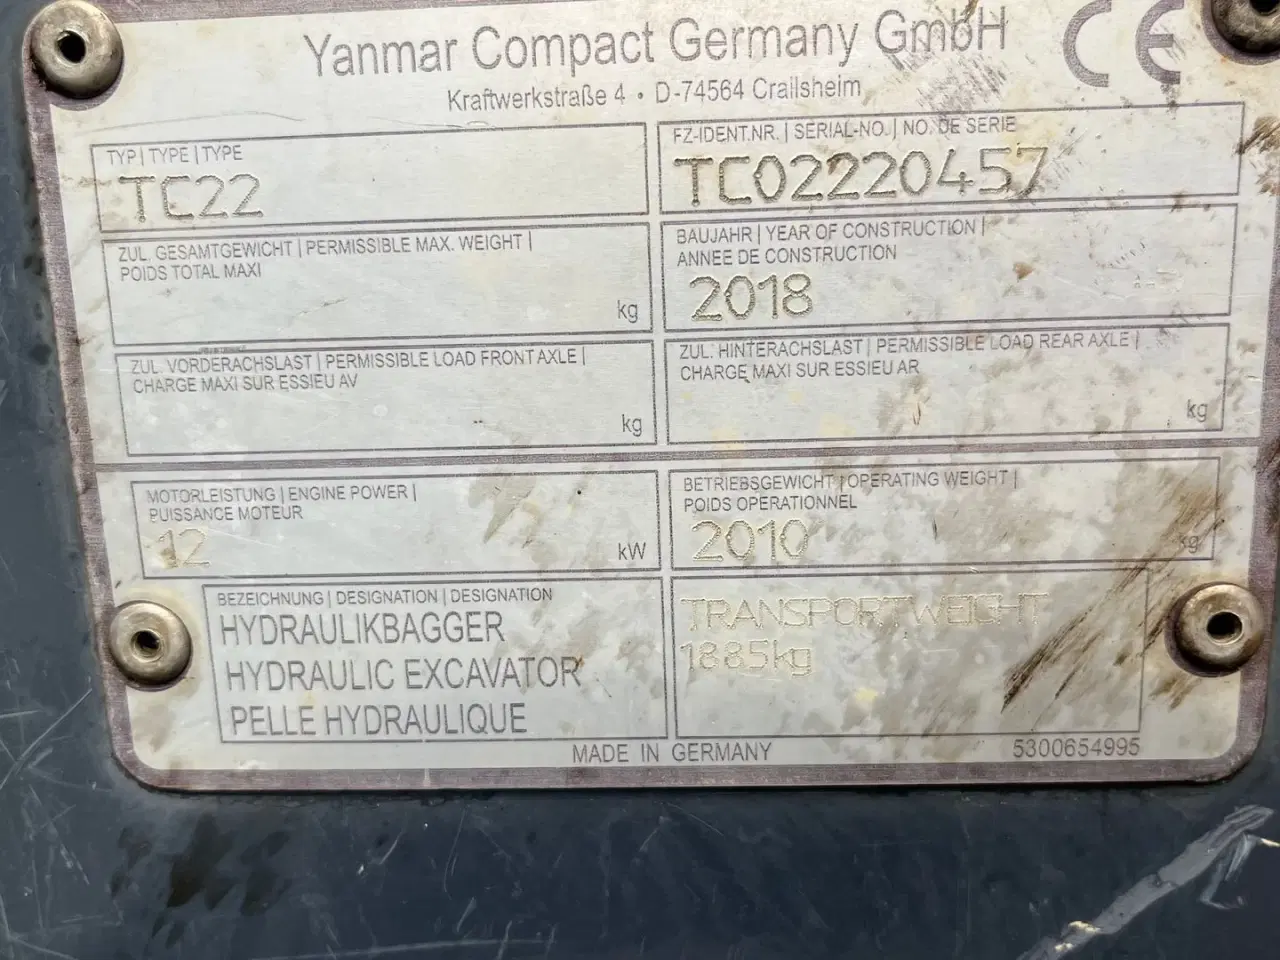 Yanmar Compact Germany GmbH
CE
Kraftwerkstraße 4 • D-74564 Crailsheim
TYP | TYPE | TYPE
TC22
FZ-IDENT.NR. | SERIAL-NO. | NO. DE SERIE
TC02220457
ZUL. GESAMTGEWICHT | PERMISSIBLE MAX. WEIGHT |
POIDS TOTAL MAXI
kg
BAUJAHR | YEAR OF CONSTRUCTION |
ANNEE DE CONSTRUCTION
2018
ZUL. VORDERACHSLAST | PERMISSIBLE LOAD FRONT AXLE |
CHARGE MAXI SUR ESSIEU AV
kg
ZUL. HINTERACHSLAST | PERMISSIBLE LOAD REAR AXLE |
CHARGE MAXI SUR ESSIEU AR
kg
MOTORLEISTUNG | ENGINE POWER |
PUISSANCE MOTEUR
12 kW
BETRIEBSGEWICHT | OPERATING WEIGHT |
POIDS OPERATIONNEL
2010 kg
BEZEICHNUNG | DESIGNATION | DESIGNATION
HYDRAULIKBAGGER
HYDRAULIC EXCAVATOR
PELLE HYDRAULIQUE
TRANSPORTWEIGHT
1885kg
MADE IN GERMANY
5300654995